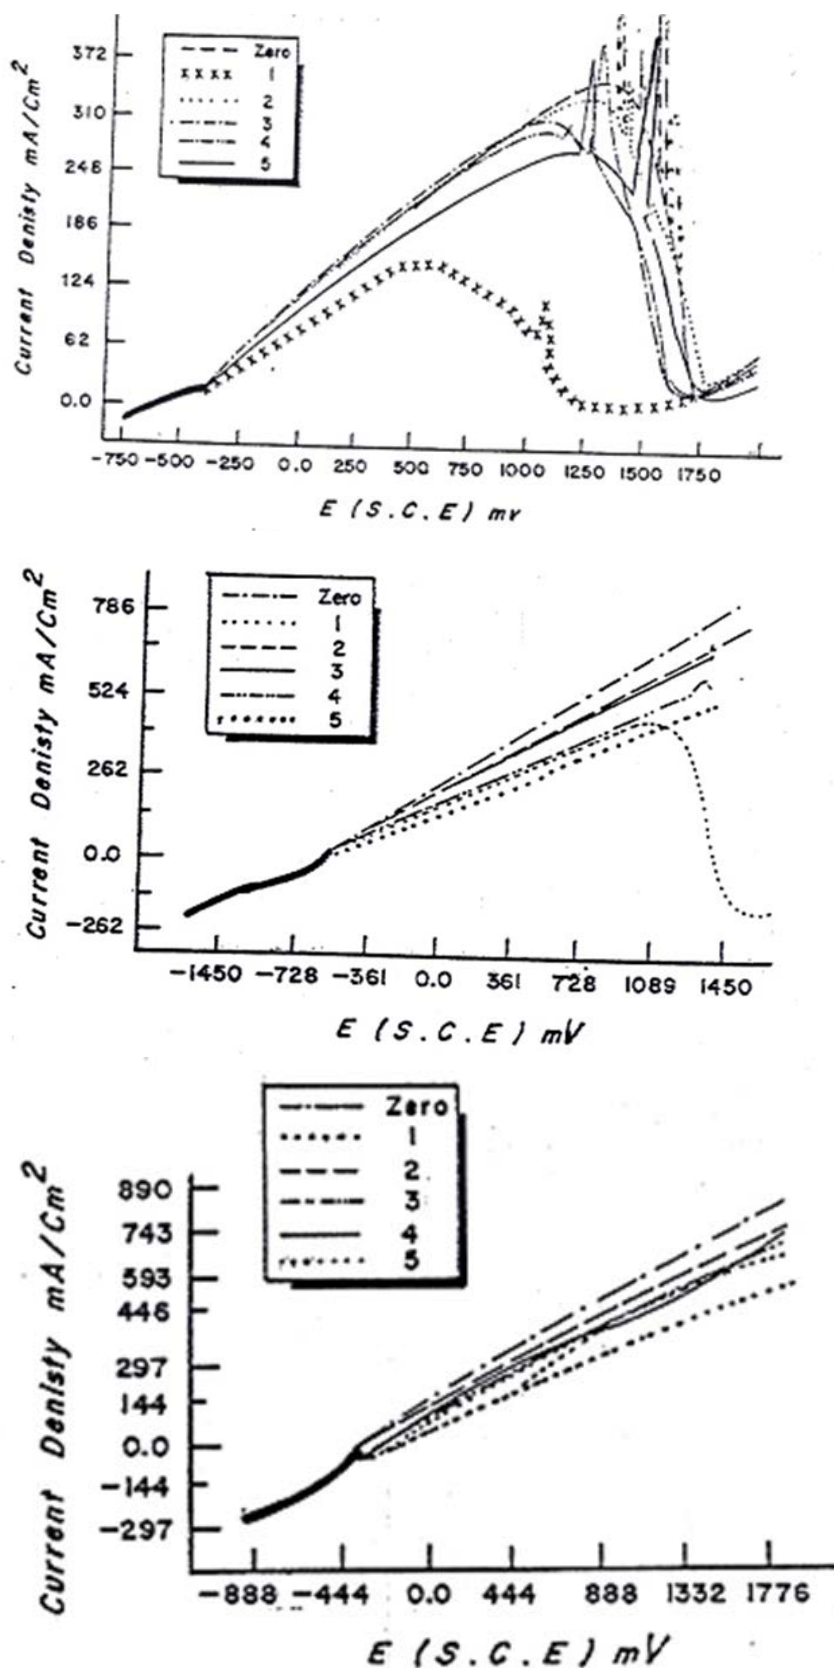 Current Denisty mA/Cm2
372
310
248
186
124
62
0.0
Zero
xxxx 1
2
3
4
5
-750 -500 -250 0.0 250 500 750 1000 1250 1500 1750
E (S.C.E) mv
Current Denisty mA/Cm2
786
524
262
0.0
-262
Zero
1
2
3
4
5
-1450 -728 -361 0.0 361 728 1089 1450
E (S.C.E) mV
Current Denisty mA/Cm2
890
743
593
446
297
144
0.0
-144
-297
Zero
1
2
3
4
5
-888 -444 0.0 444 888 1332 1776
E (S.C.E) mV